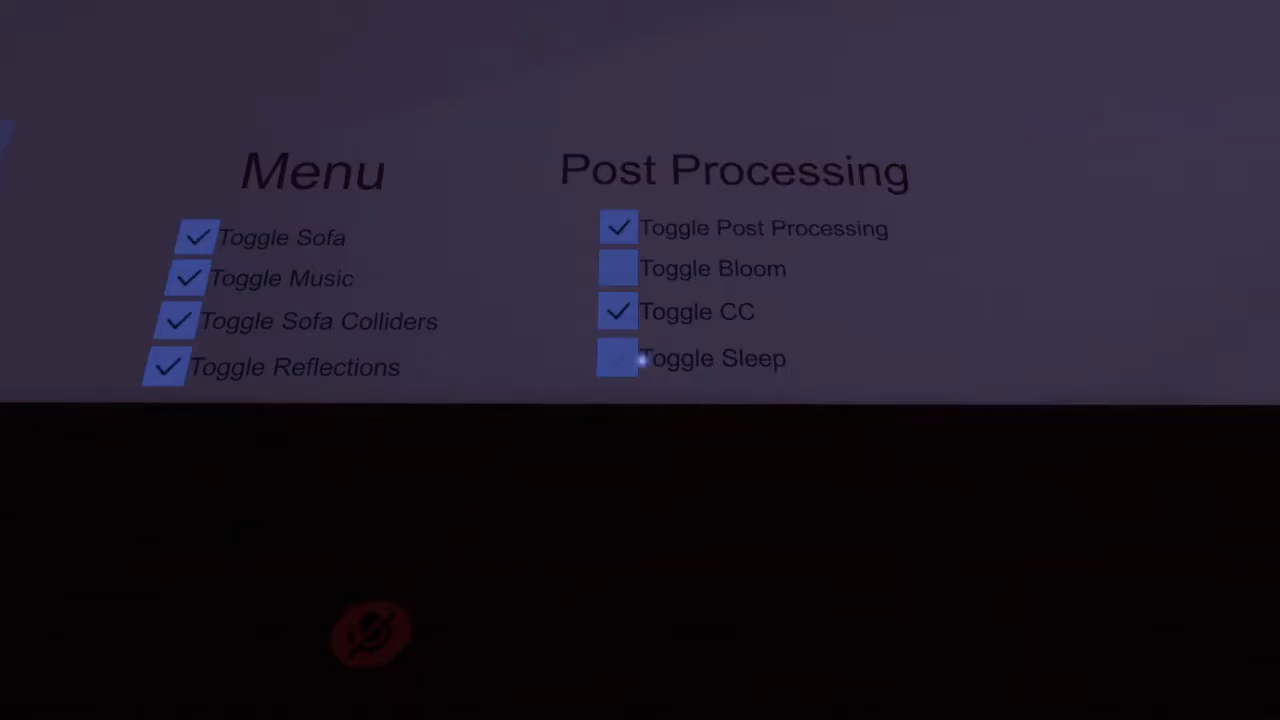 Menu
Toggle Sofa
Toggle Music
Toggle Sofa Colliders
Toggle Reflections
Post Processing
Toggle Post Processing
Toggle Bloom
Toggle CC
Toggle Sleep